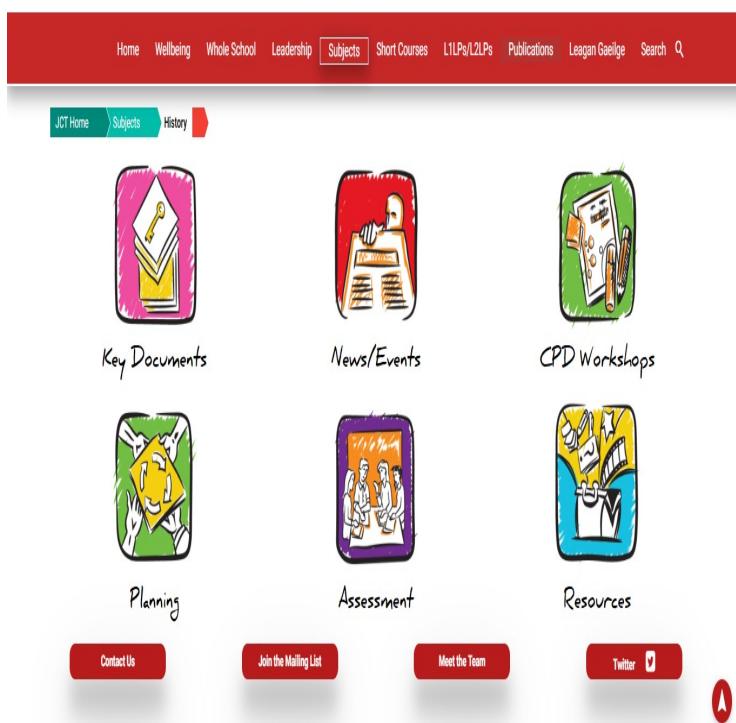 Home Wellbeing Whole School Leadership Subjects Short Courses L1LPs/L2LPs Publications Leagan Gaeilge Search
JCT Home Subjects History
Key Documents News/Events CPD Workshops
Planning Assessment Resources
Contact Us Join the Mailing List Meet the Team Twitter